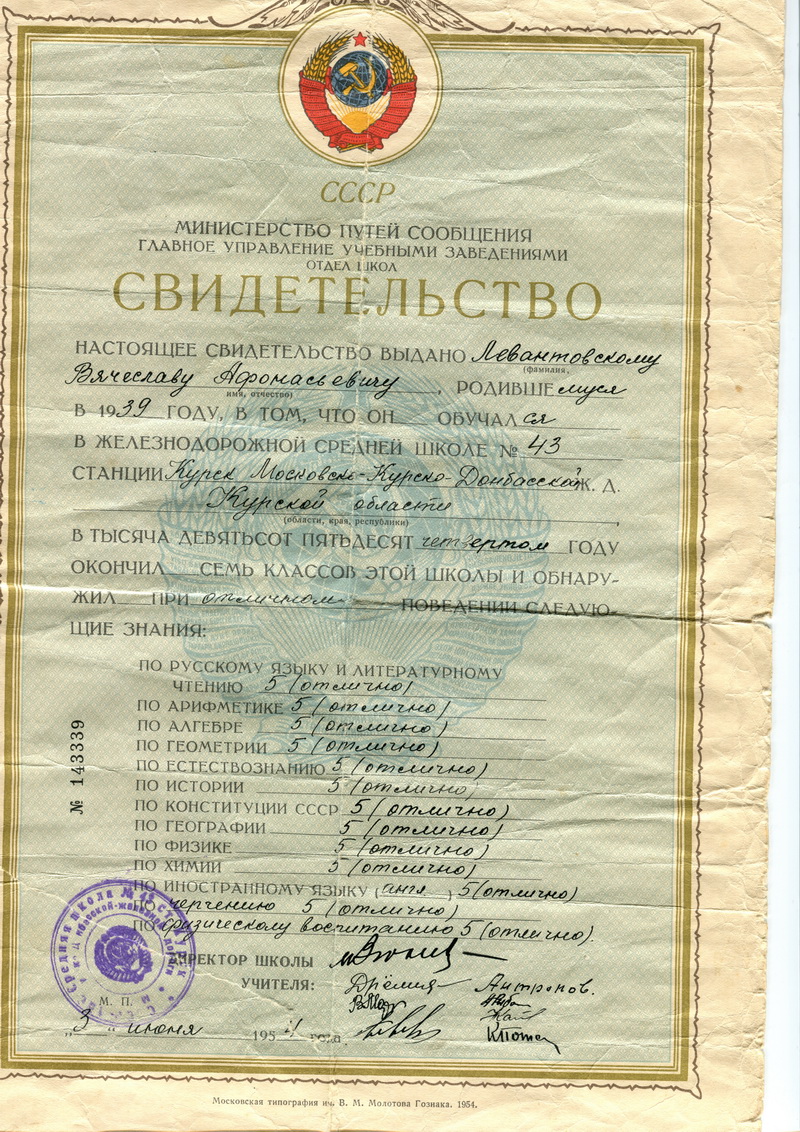 СССР
МИНИСТЕРСТВО ПУТЕЙ СООБЩЕНИЯ
ГЛАВНОЕ УПРАВЛЕНИЕ УЧЕБНЫМИ ЗАВЕДЕНИЯМИ
ОТДЕЛ ШКОЛ
СВИДЕТЕЛЬСТВО
НАСТОЯЩЕЕ СВИДЕТЕЛЬСТВО ВЫДАНО Левантовскому
(фамилия,
Вячеславу Афонасьевичу, РОДИВШЕмуся
имя, отчество)
В 1939 ГОДУ, В ТОМ, ЧТО ОН ОБУЧАЛся
В ЖЕЛЕЗНОДОРОЖНОЙ СРЕДНЕЙ ШКОЛЕ № 43
СТАНЦИИ Курск Московско-Курско-Донбасской Ж. Д.
Курской области
(области, края, республики)
В ТЫСЯЧА ДЕВЯТЬСОТ ПЯТЬДЕСЯТ четвертом ГОДУ
ОКОНЧИЛ СЕМЬ КЛАССОВ ЭТОЙ ШКОЛЫ И ОБНАРУ-
ЖИЛ ПРИ отличном ПОВЕДЕНИИ СЛЕДУЮ-
ЩИЕ ЗНАНИЯ:
ПО РУССКОМУ ЯЗЫКУ И ЛИТЕРАТУРНОМУ
ЧТЕНИЮ 5 (отлично)
ПО АРИФМЕТИКЕ 5 (отлично)
ПО АЛГЕБРЕ 5 (отлично)
ПО ГЕОМЕТРИИ 5 (отлично)
ПО ЕСТЕСТВОЗНАНИЮ 5 (отлично)
ПО ИСТОРИИ 5 (отлично
ПО КОНСТИТУЦИИ СССР 5 (отлично)
ПО ГЕОГРАФИИ 5 (отлично)
ПО ФИЗИКЕ 5 (отлично)
ПО ХИМИИ 5 (отлично)
ПО ИНОСТРАННОМУ ЯЗЫКУ (англ.) 5 (отлично)
ПО черчению 5 (отлично)
ПО физическому воспитанию 5 (отлично).
№ 143339
ДИРЕКТОР ШКОЛЫ
УЧИТЕЛЯ: Антропов.
М. П.
„3" июня 1954 года
Московская типография им. В. М. Молотова Гознака. 1954.